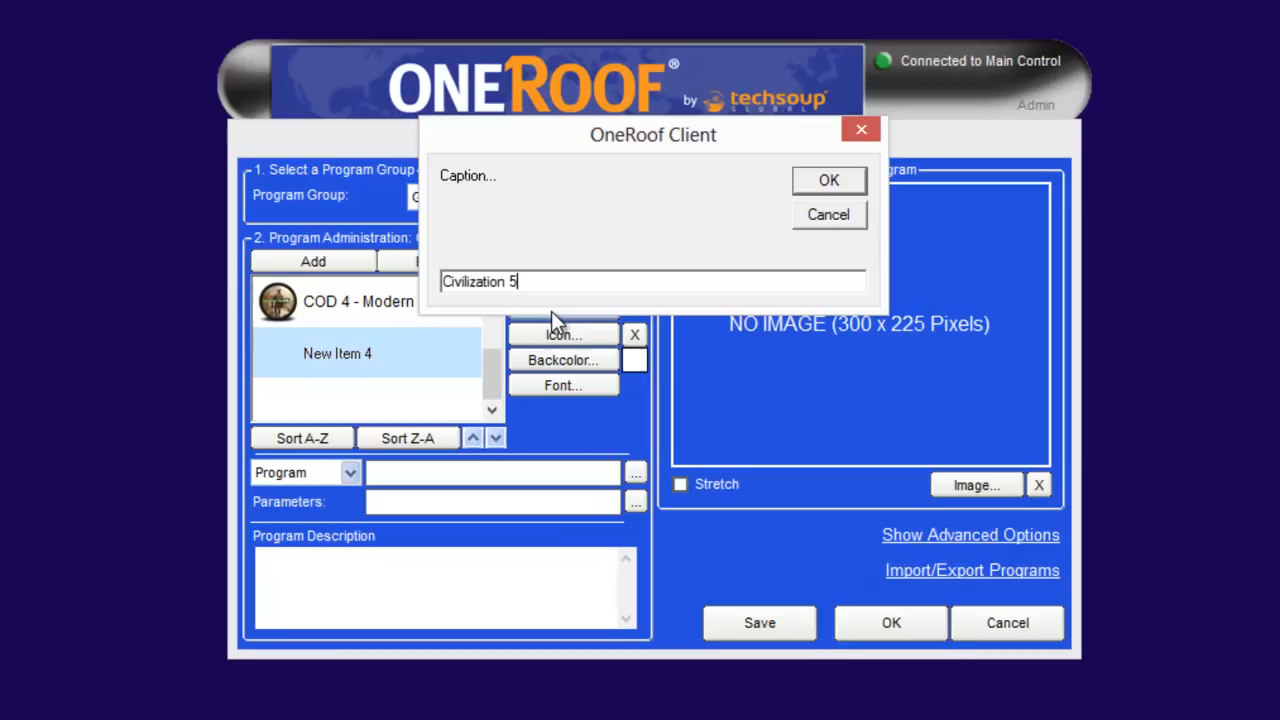 ONEROOF® by techsoup
GLOBAL
Connected to Main Control
Admin
OneRoof Client
Caption...
OK
Cancel
Civilization 5
1. Select a Program Group
Program Group:
2. Program Administration:
Add
COD 4 - Modern
New Item 4
Icon...
X
Backcolor...
Font...
Sort A-Z
Sort Z-A
Program
...
Parameters:
...
Program Description
NO IMAGE (300 x 225 Pixels)
Stretch
Image...
X
Show Advanced Options
Import/Export Programs
Save
OK
Cancel